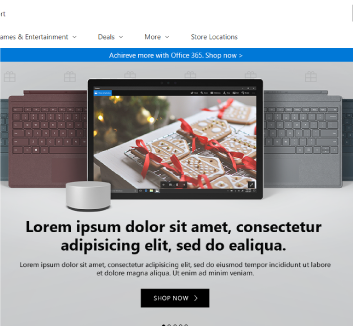 rt
ames & Entertainment
Deals
More
Store Locations
Achireve more with Office 365. Shop now >
Lorem ipsum dolor sit amet, consectetur
adipisicing elit, sed do ealiqua.
Lorem ipsum dolor sit amet, consectetur adipisicing elit, sed do eiusmod tempor incididunt ut labore
et dolore magna aliqua. Ut enim ad minim veniam.
SHOP NOW >